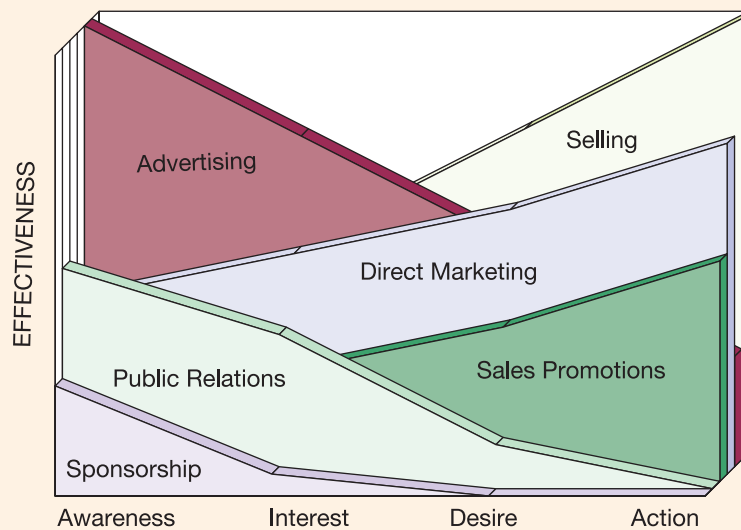 EFFECTIVENESS
Advertising
Selling
Direct Marketing
Public Relations
Sales Promotions
Sponsorship
Awareness Interest Desire Action